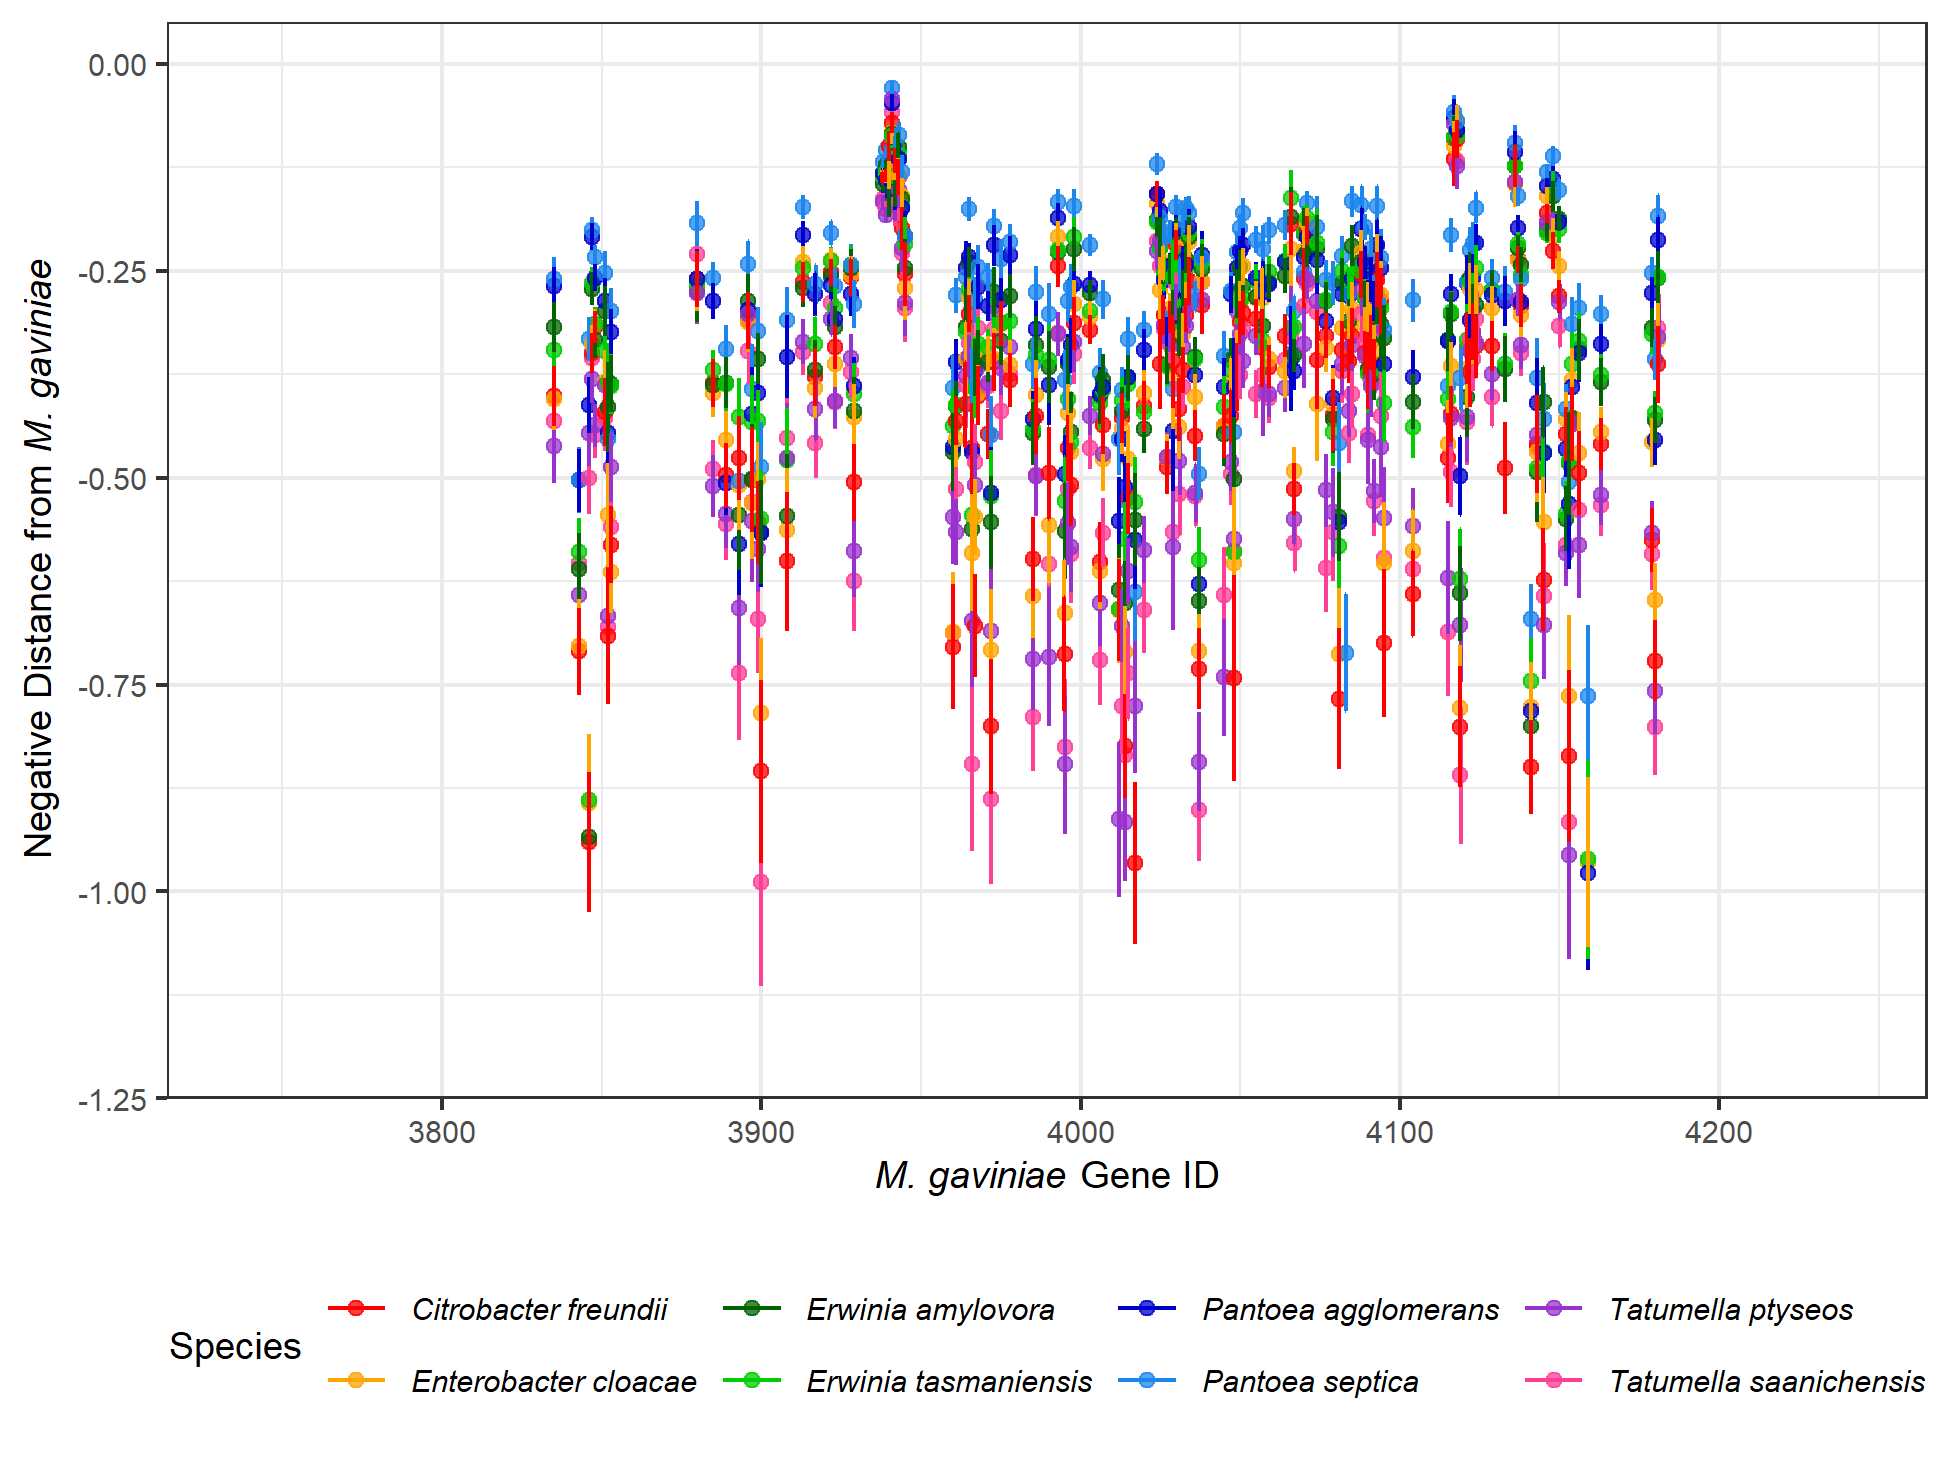 0.00
-0.25
-0.50
-0.75
-1.00
-1.25
Negative Distance from M. gaviniae
3800 3900 4000 4100 4200
M. gaviniae Gene ID
Species
Citrobacter freundii Erwinia amylovora Pantoea agglomerans Tatumella ptyseos
Enterobacter cloacae Erwinia tasmaniensis Pantoea septica Tatumella saanichensis